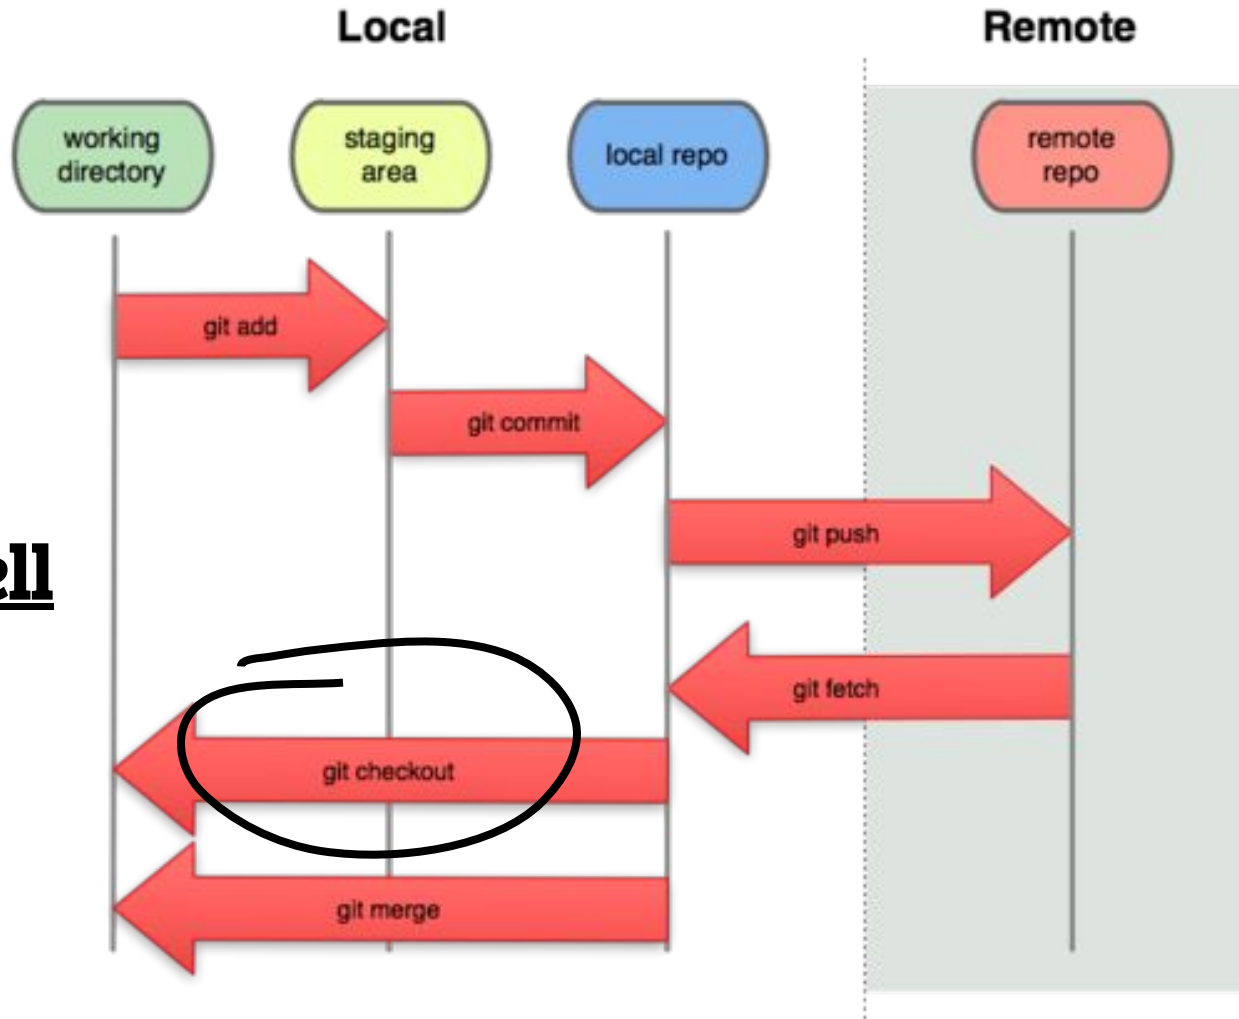 Local
Remote
working
directory
staging
area
local repo
remote
repo
git add
git commit
git push
ell
git fetch
git checkout
git merge